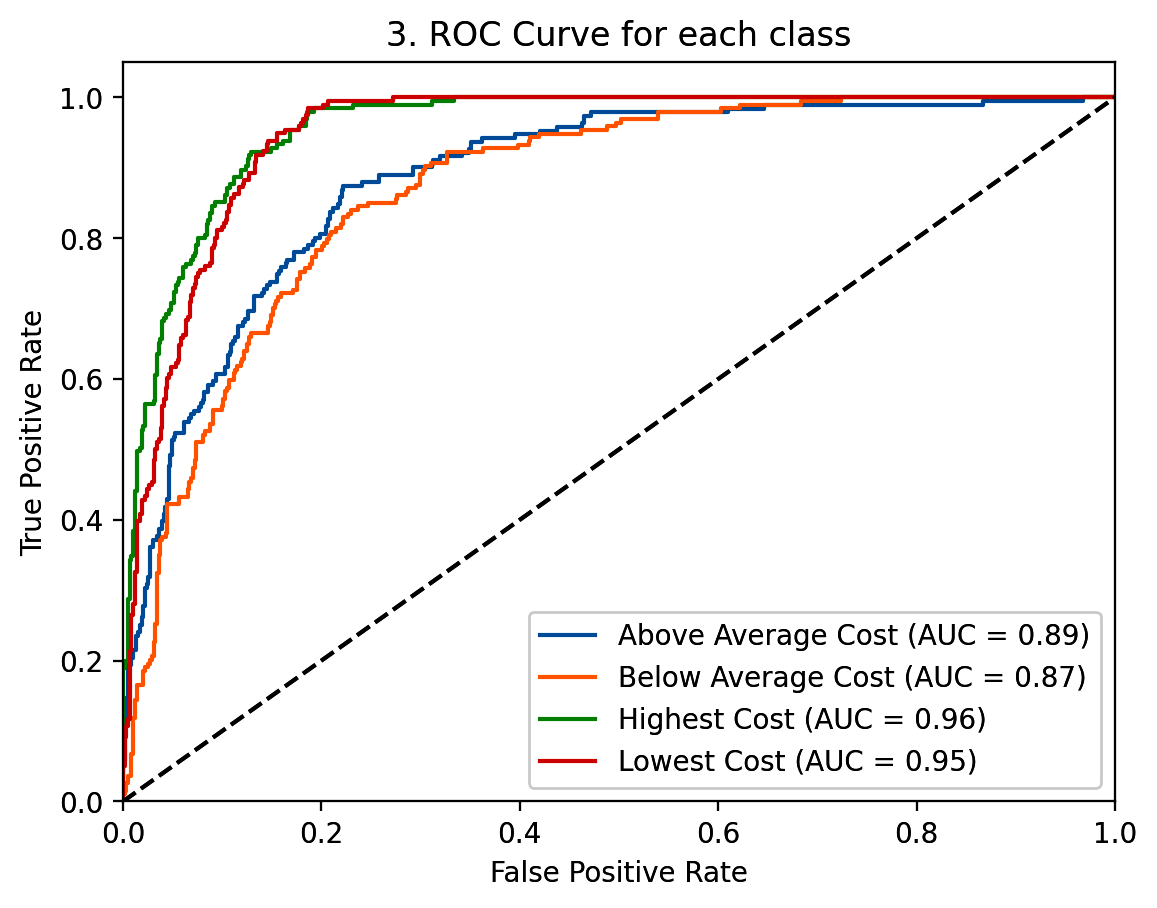 3. ROC Curve for each class
True Positive Rate
1.0
0.8
0.6
0.4
0.2
0.0
Above Average Cost (AUC = 0.89)
Below Average Cost (AUC = 0.87)
Highest Cost (AUC = 0.96)
Lowest Cost (AUC = 0.95)
0.0 0.2 0.4 0.6 0.8 1.0
False Positive Rate